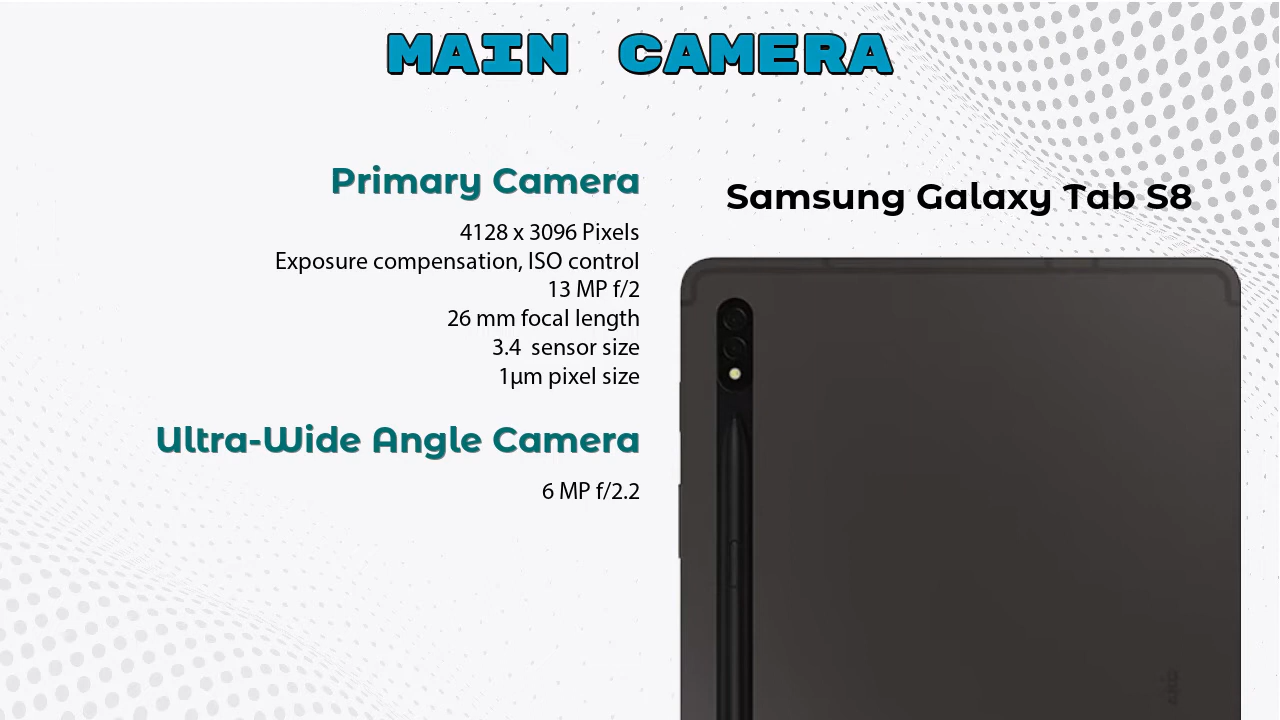 MAIN CAMERA
Primary Camera
4128 x 3096 Pixels
Exposure compensation, ISO control
13 MP f/2
26 mm focal length
3.4 sensor size
1µm pixel size
Ultra-Wide Angle Camera
6 MP f/2.2
Samsung Galaxy Tab S8